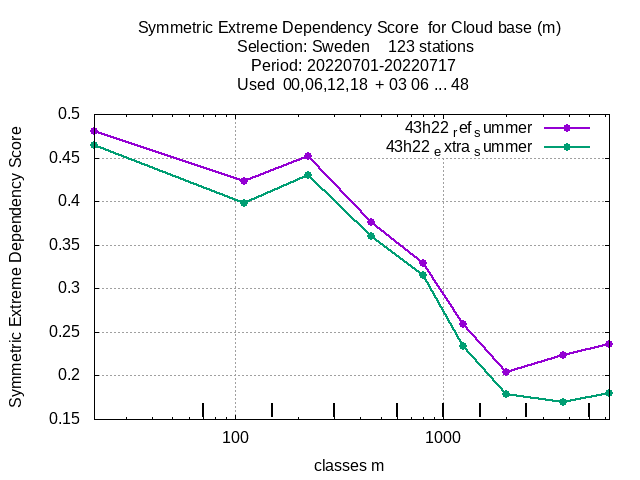 Symmetric Extreme Dependency Score for Cloud base (m)
Selection: Sweden 123 stations
Period: 20220701-20220717
Used 00,06,12,18 + 03 06 ... 48
43h22 ref summer
43h22 extra summer
0.5
0.45
0.4
0.35
0.3
0.25
0.2
0.15
Symmetric Extreme Dependency Score
100 1000
classes m